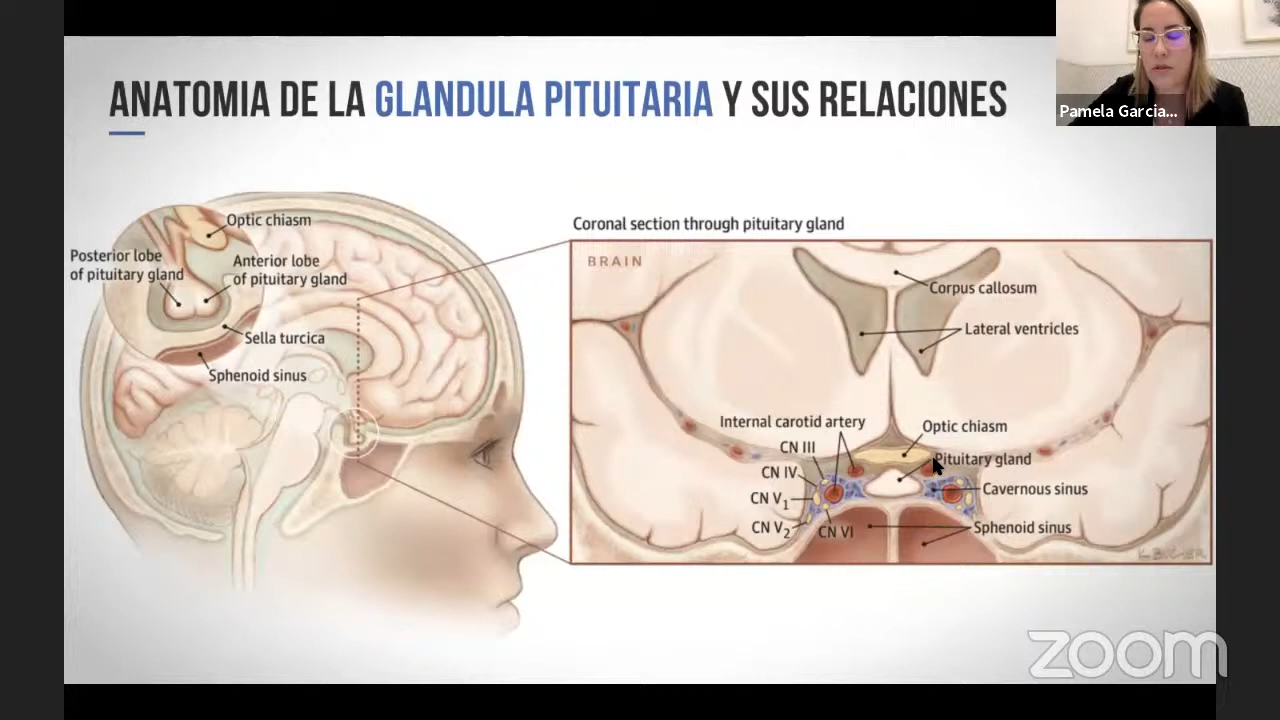 ANATOMIA DE LA GLANDULA PITUITARIA Y SUS RELACIONES
Pamela Garcia...
Optic chiasm
Posterior lobe
of pituitary gland
Anterior lobe
of pituitary gland
Sella turcica
Sphenoid sinus
Coronal section through pituitary gland
BRAIN
Corpus callosum
Lateral ventricles
Internal carotid artery
Optic chiasm
CN III
Pituitary gland
CN IV
Cavernous sinus
CN V1
CN V2
CN VI
Sphenoid sinus
zoom